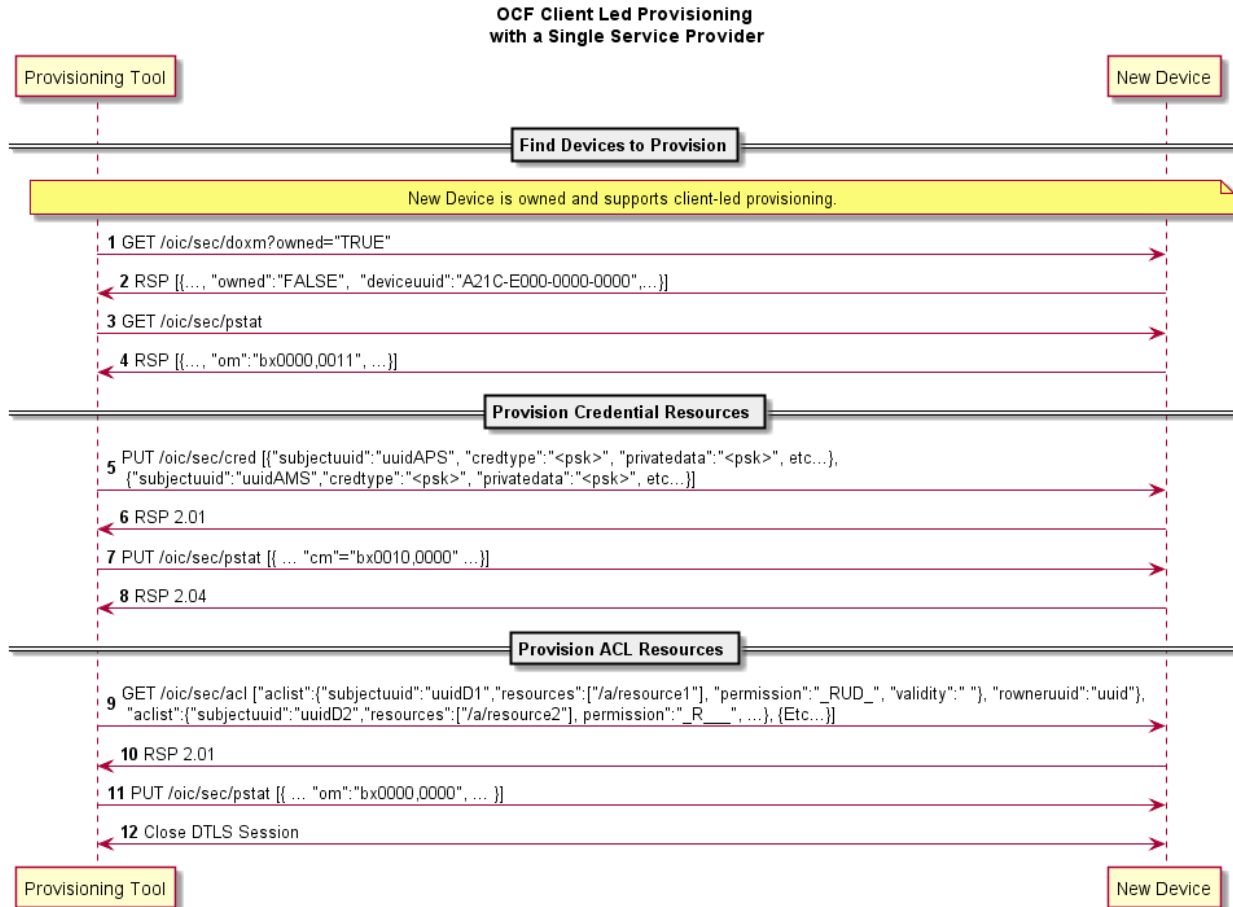 OCF Client Led Provisioning
with a Single Service Provider
Provisioning Tool
New Device
Find Devices to Provision
New Device is owned and supports client-led provisioning.
1 GET /oic/sec/doxm?owned="TRUE"
2 RSP [{..., "owned":"FALSE",  "deviceuuid":"A21C-E000-0000-0000",...}]
3 GET /oic/sec/pstat
4 RSP [{..., "om":"bx0000,0011", ...}]
Provision Credential Resources
5 PUT /oic/sec/cred [{"subjectuuid":"uuidAPS", "credtype":"<psk>", "privatedata":"<psk>", etc...},
{"subjectuuid":"uuidAMS","credtype":"<psk>", "privatedata":"<psk>", etc...}]
6 RSP 2.01
7 PUT /oic/sec/pstat [{ ... "cm"="bx0010,0000" ...}]
8 RSP 2.04
Provision ACL Resources
9 GET /oic/sec/acl ["aclist":{"subjectuuid":"uuidD1","resources":["/a/resource1"], "permission":"_RUD_", "validity":" "}, "rowneruuid":"uuid"},
"aclist":{"subjectuuid":"uuidD2","resources":["/a/resource2"], permission":"_R___", ...}, {Etc...}]
10 RSP 2.01
11 PUT /oic/sec/pstat [{ ... "om":"bx0000,0000", ... }]
12 Close DTLS Session
Provisioning Tool
New Device